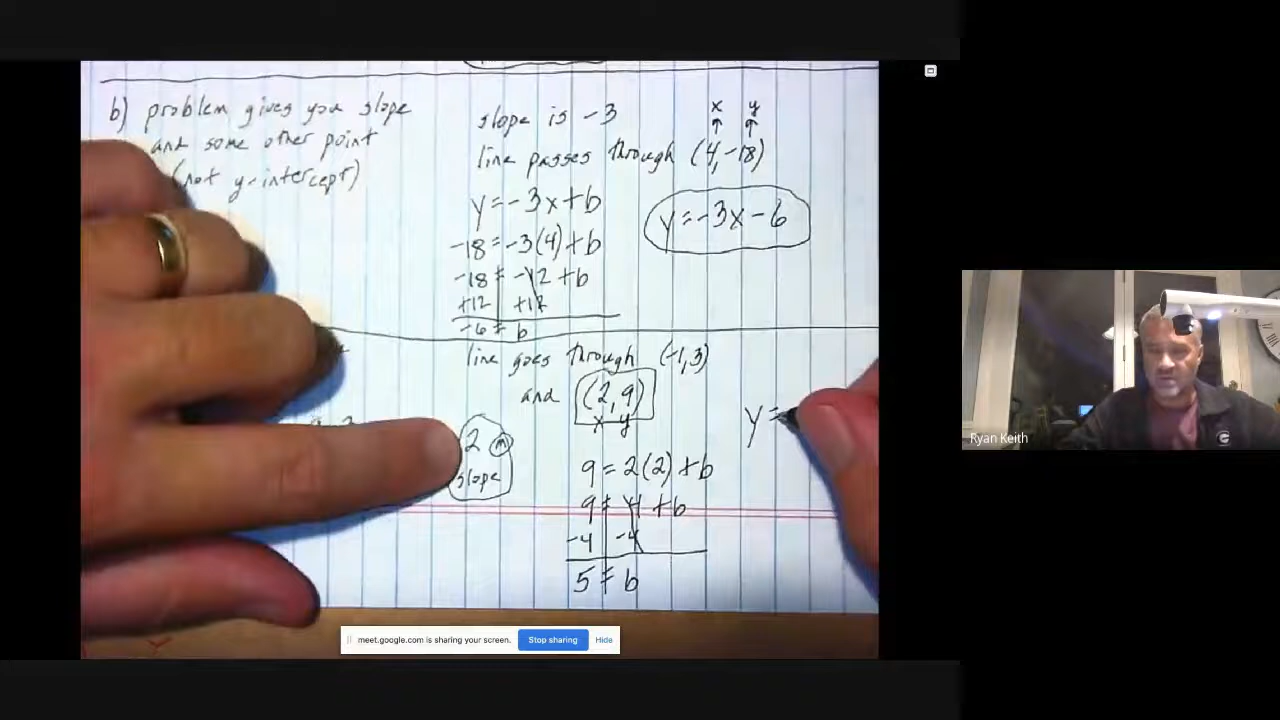 b) problem gives you slope
and some other point
(not y-intercept)
slope is -3
x y
line passes through (4,-18)
y=-3x+b
y=-3x-6
-18=-3(4)+b
-18=-12+b
+12 +12
-6=b
line goes through (-1,3)
and (2,9)
x y
2 m
slope
y=
9=2(2)+b
9=4+b
-4 -4
5=b
Ryan Keith
meet.google.com is sharing your screen. Stop sharing Hide